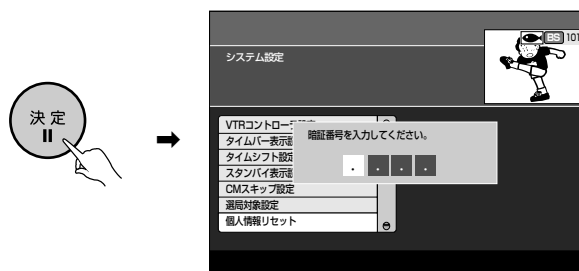 決定
BS 101
システム設定
VTRコントロー
タイムバー表示
タイムシフト設定
スタンバイ表示
CMスキップ設定
選局対象設定
個人情報リセット
暗証番号を入力してください。